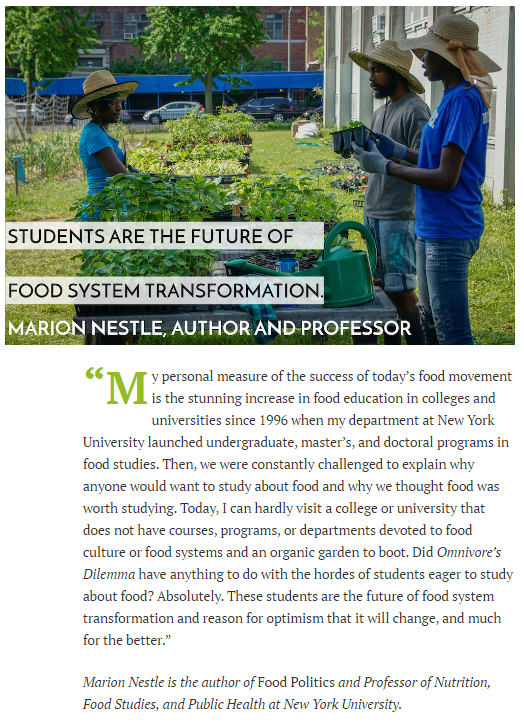 STUDENTS ARE THE FUTURE OF
FOOD SYSTEM TRANSFORMATION.
MARION NESTLE, AUTHOR AND PROFESSOR
“My personal measure of the success of today’s food movement
is the stunning increase in food education in colleges and
universities since 1996 when my department at New York
University launched undergraduate, master’s, and doctoral programs in
food studies. Then, we were constantly challenged to explain why
anyone would want to study about food and why we thought food was
worth studying. Today, I can hardly visit a college or university that
does not have courses, programs, or departments devoted to food
culture or food systems and an organic garden to boot. Did Omnivore’s
Dilemma have anything to do with the hordes of students eager to study
about food? Absolutely. These students are the future of food system
transformation and reason for optimism that it will change, and much
for the better.”
Marion Nestle is the author of Food Politics and Professor of Nutrition,
Food Studies, and Public Health at New York University.